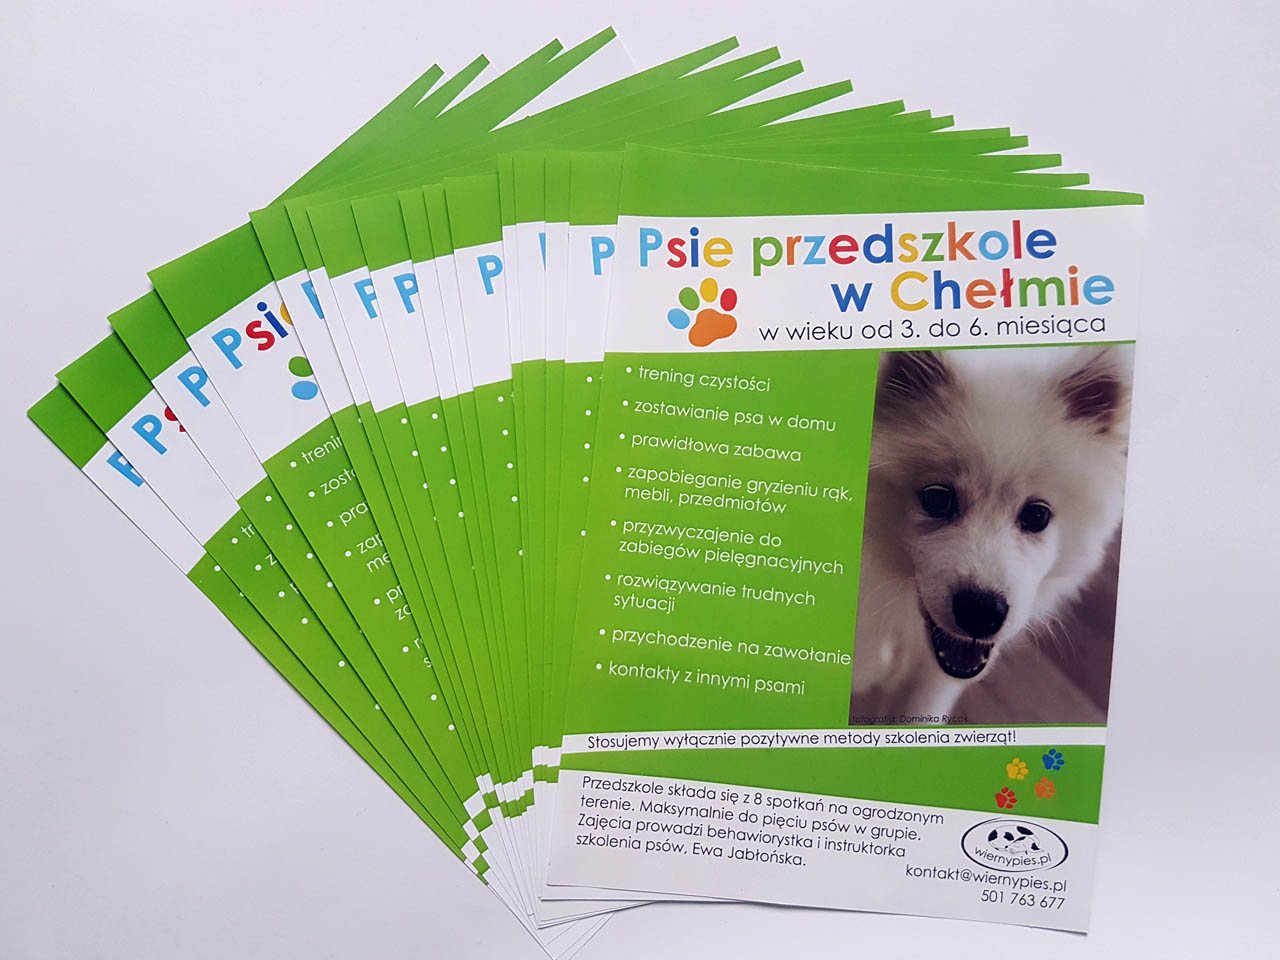 Psie przedszkole
w Chełmie
w wieku od 3. do 6. miesiąca
• trening czystości
• zostawianie psa w domu
• prawidłowa zabawa
• zapobieganie gryzieniu rąk,
mebli, przedmiotów
• przyzwyczajenie do
zabiegów pielęgnacyjnych
• rozwiązywanie trudnych
sytuacji
• przychodzenie na zawołanie
• kontakty z innymi psami
fotografia: Dominika Rycak
Stosujemy wyłącznie pozytywne metody szkolenia zwierząt!
Przedszkole składa się z 8 spotkań na ogrodzonym
terenie. Maksymalnie do pięciu psów w grupie.
Zajęcia prowadzi behawiorystka i instruktorka
szkolenia psów, Ewa Jabłońska.
wiernypies.pl
kontakt@wiernypies.pl
501 763 677